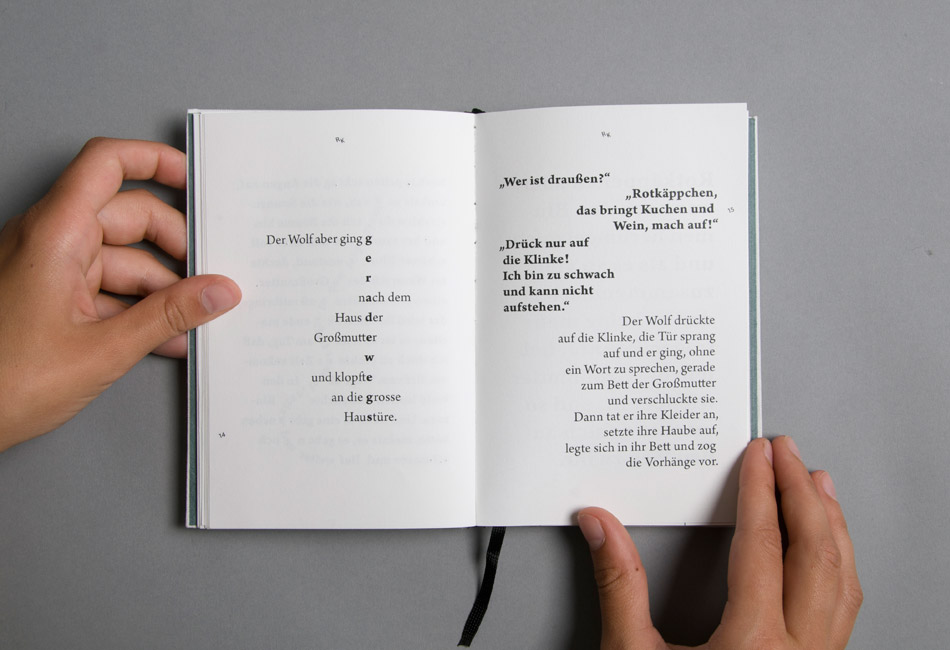 RK
Der Wolf aber ging g
e
r
nach dem
Haus der
Großmutter
w
und klopfte
an die grosse
Haustüre.
14
RK
„Wer ist draußen?“
„Rotkäppchen,
das bringt Kuchen und
Wein, mach auf!“
15
„Drück nur auf
die Klinke!
Ich bin zu schwach
und kann nicht
aufstehen.“
Der Wolf drückte
auf die Klinke, die Tür sprang
auf und er ging, ohne
ein Wort zu sprechen, gerade
zum Bett der Großmutter
und verschluckte sie.
Dann tat er ihre Kleider an,
setzte ihre Haube auf,
legte sich in ihr Bett und zog
die Vorhänge vor.